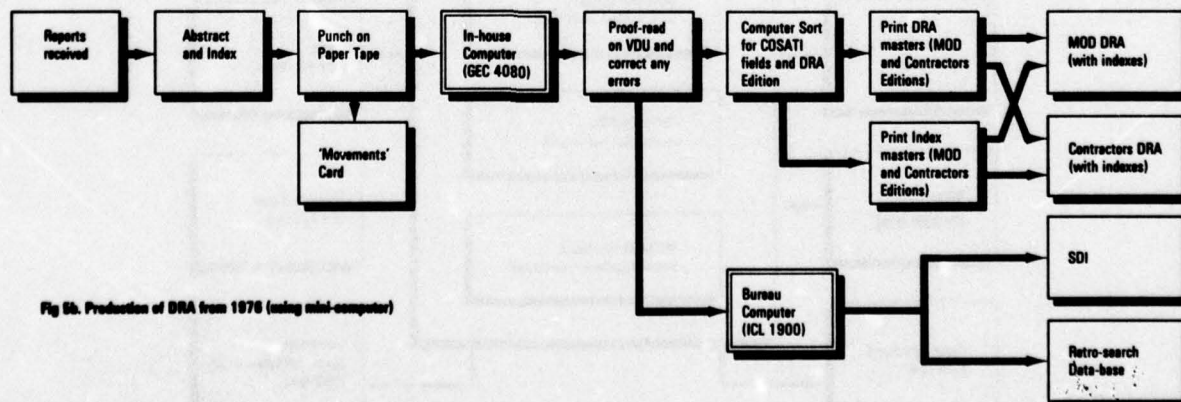 Reports
received
Abstract
and Index
Punch on
Paper Tape
In-house
Computer
(GEC 4080)
Proof-read
on VDU and
correct any
errors
Computer Sort
for COSATI
fields and DRA
Edition
Print DRA
masters (MOD
and Contractors
Editions)
MOD DRA
(with indexes)
'Movements'
Card
Print Index
masters (MOD
and Contractors
Editions)
Contractors DRA
(with indexes)
SDI
Bureau
Computer
(ICL 1900)
Retro-search
Data-base
Fig 5b. Production of DRA from 1976 (using mini-computer)